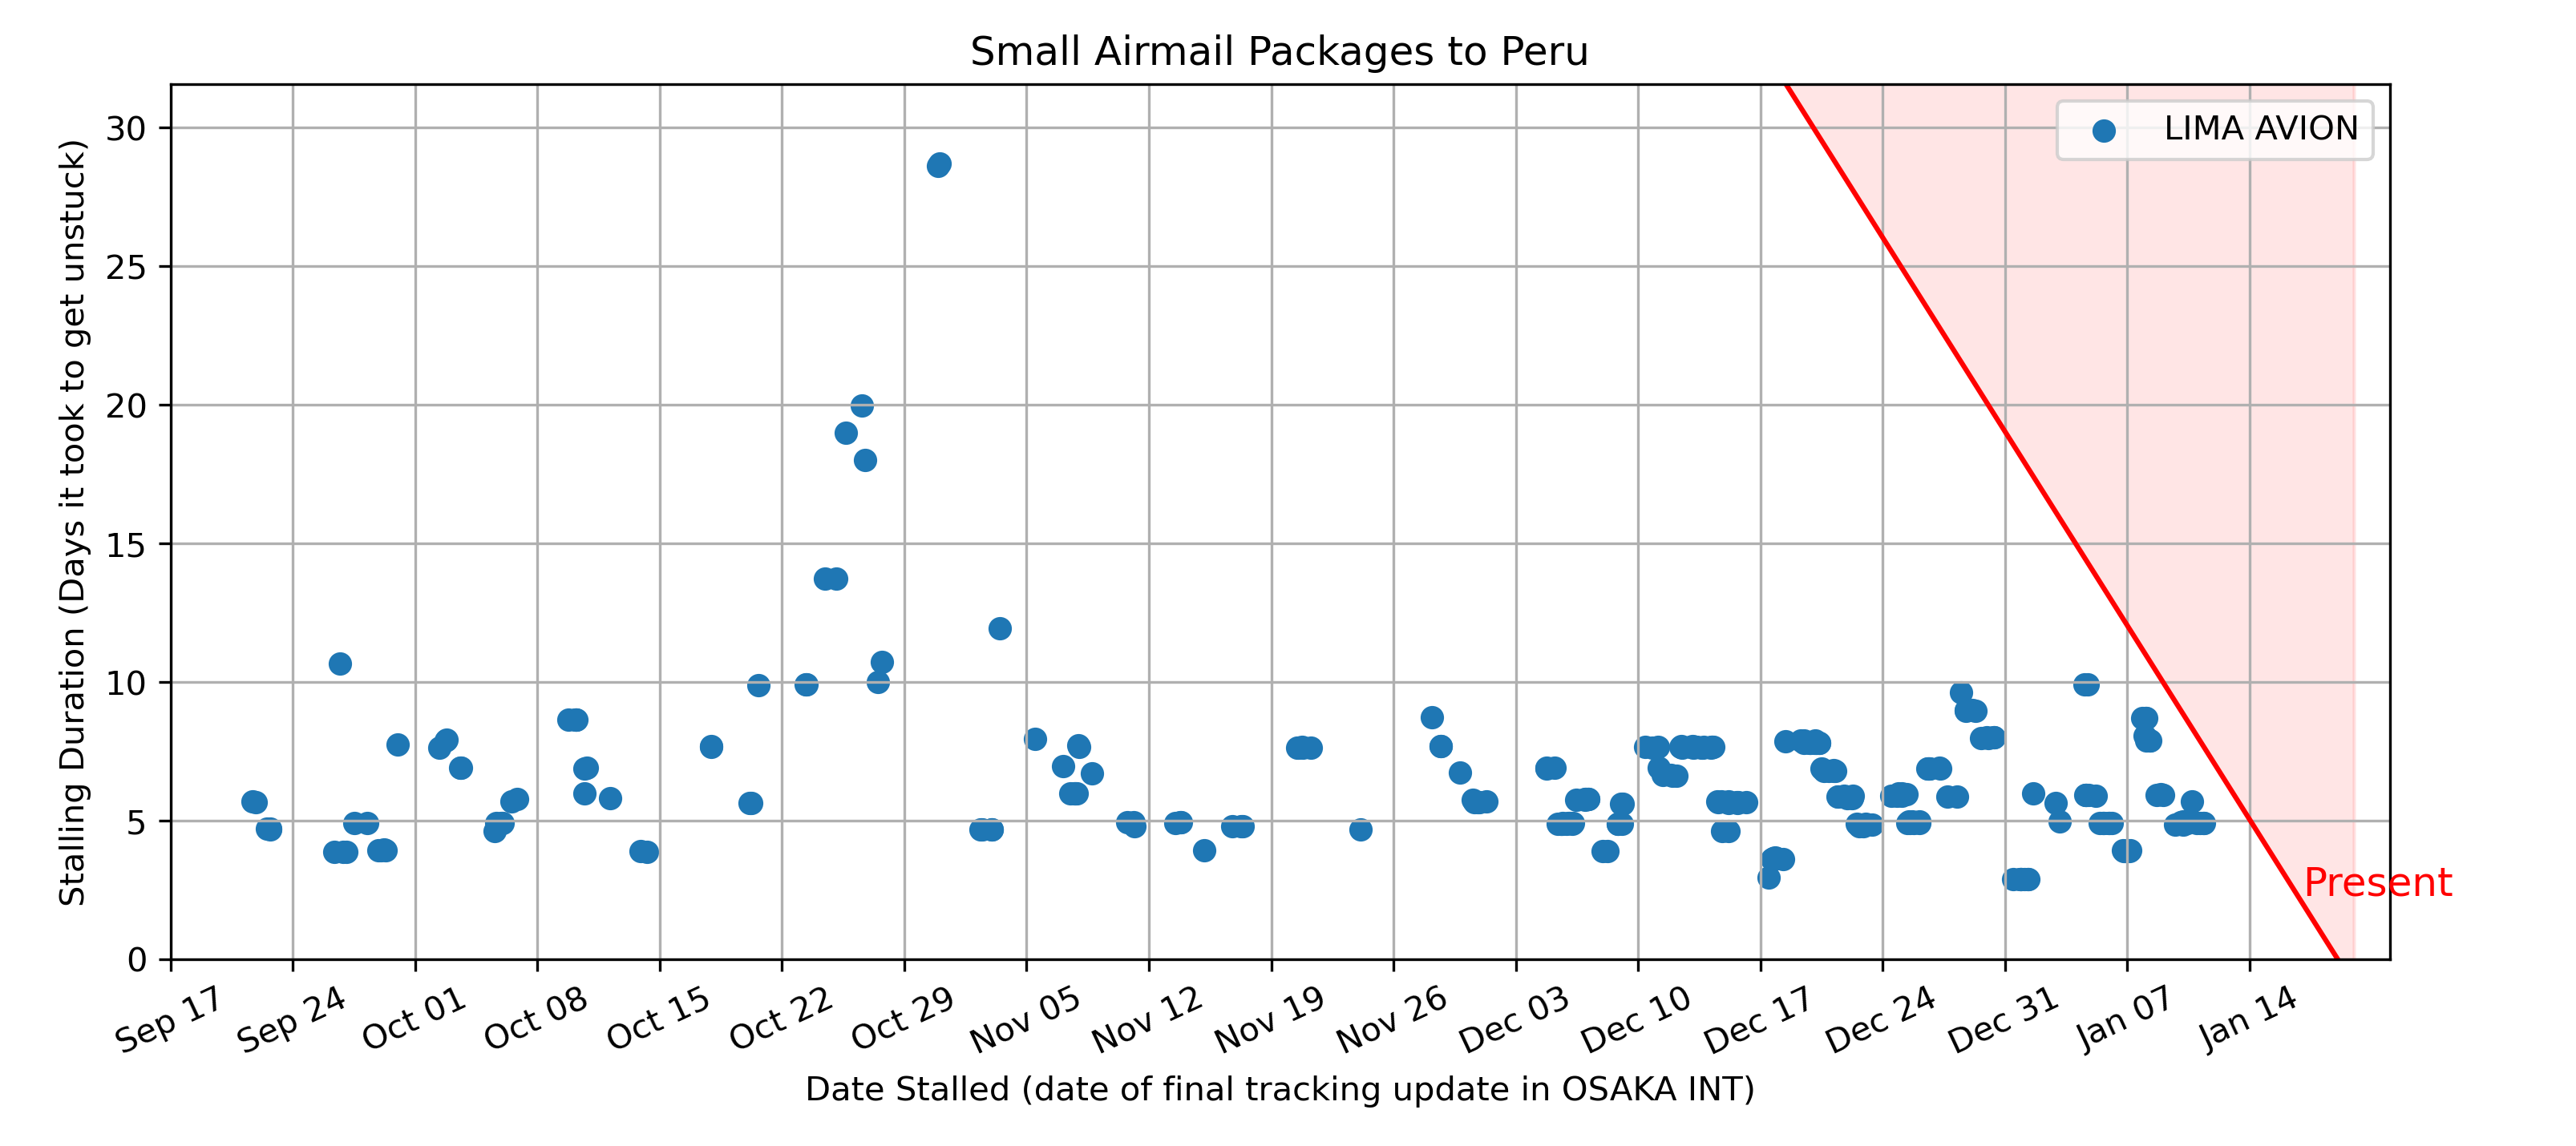 Small Airmail Packages to Peru
LIMA AVION
Stalling Duration (Days it took to get unstuck)
30
25
20
15
10
5
0
Present
Sep 17
Sep 24
Oct 01
Oct 08
Oct 15
Oct 22
Oct 29
Nov 05
Nov 12
Nov 19
Nov 26
Dec 03
Dec 10
Dec 17
Dec 24
Dec 31
Jan 07
Jan 14
Date Stalled (date of final tracking update in OSAKA INT)